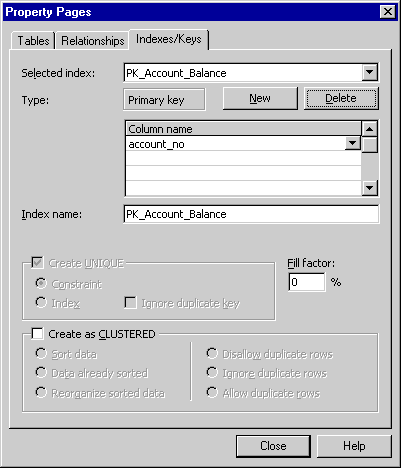 Property Pages
Tables Relationships Indexes/Keys
Selected index: PK_Account_Balance
Type: Primary key New Delete
Column name
account_no
Index name: PK_Account_Balance
Create UNIQUE Fill factor:
Constraint 0 %
Index Ignore duplicate key
Create as CLUSTERED
Sort data Disallow duplicate rows
Data already sorted Ignore duplicate rows
Reorganize sorted data Allow duplicate rows
Close Help